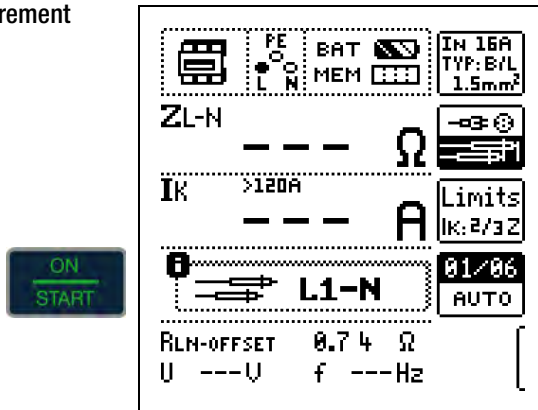 rement
PE
L N
BAT
MEM
IN 16A
TYP: B/L
1.5mm²
ZL-N
--- Ω
IK >120A
--- A
Limits
IK: 2/3 Z
L1-N
01/06
AUTO
ON
START
RLN-OFFSET 0.74 Ω
U ---V f ---Hz